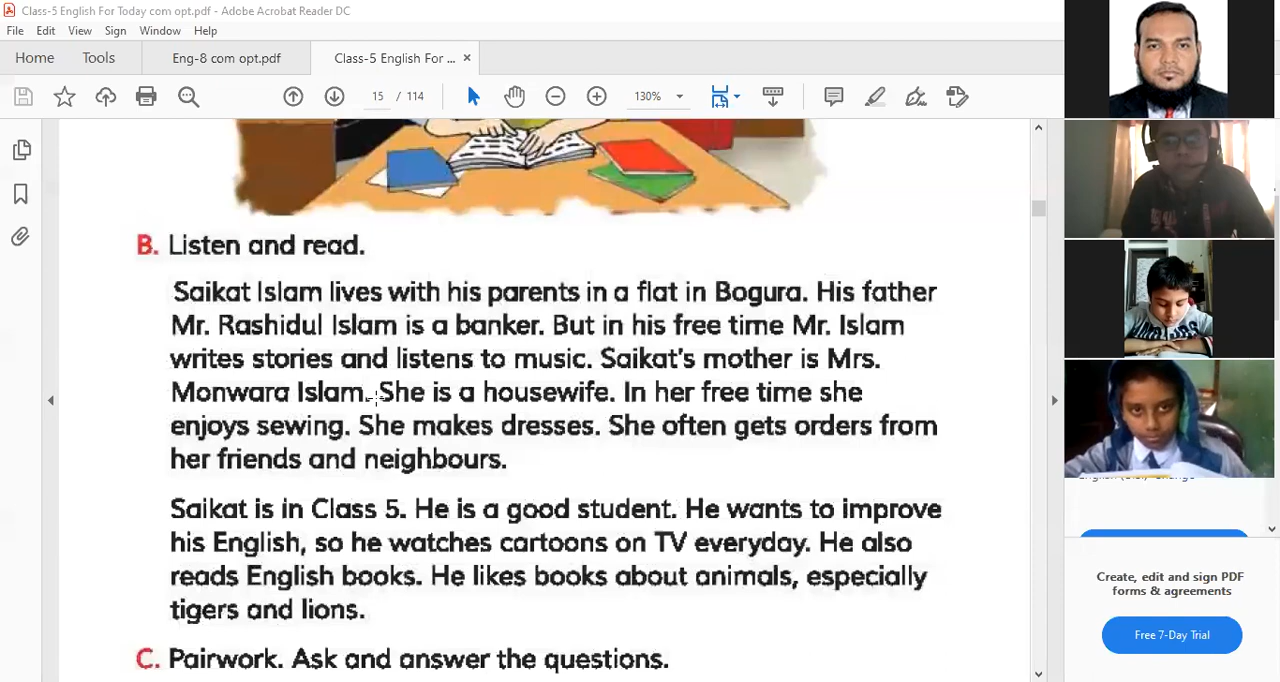 Class-5 English For Today com opt.pdf - Adobe Acrobat Reader DC
File Edit View Sign Window Help
Home Tools Eng-8 com opt.pdf Class-5 English For ... ×
15 / 114 130%
B. Listen and read.
Saikat Islam lives with his parents in a flat in Bogura. His father
Mr. Rashidul Islam is a banker. But in his free time Mr. Islam
writes stories and listens to music. Saikat's mother is Mrs.
Monwara Islam. She is a housewife. In her free time she
enjoys sewing. She makes dresses. She often gets orders from
her friends and neighbours.
Saikat is in Class 5. He is a good student. He wants to improve
his English, so he watches cartoons on TV everyday. He also
reads English books. He likes books about animals, especially
tigers and lions.
C. Pairwork. Ask and answer the questions.
Create, edit and sign PDF
forms & agreements
Free 7-Day Trial